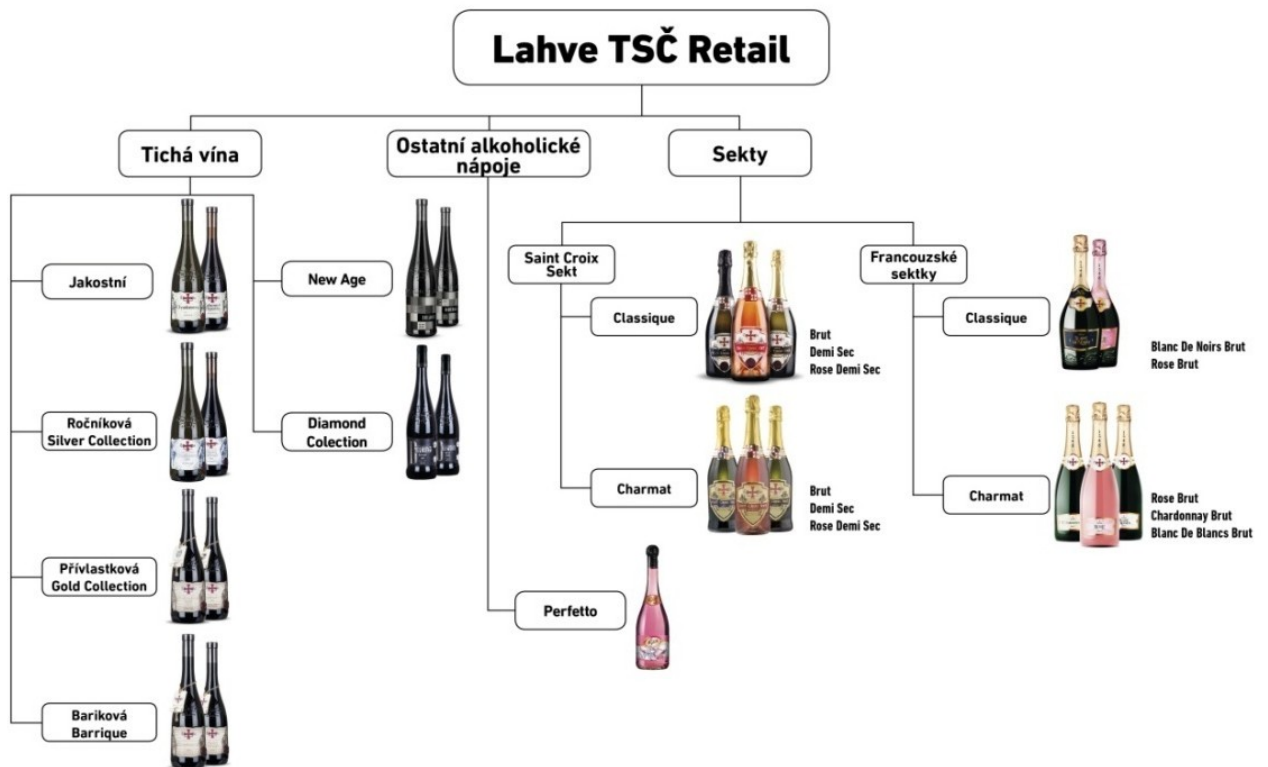 Lahve TSČ Retail
Tichá vína
Ostatní alkoholické
nápoje
Sekty
Jakostní
New Age
Ročníková
Silver Collection
Diamond
Colection
Přívlastková
Gold Collection
Bariková
Barrique
Perfetto
Saint Croix
Sekt
Classique
Brut
Demi Sec
Rose Demi Sec
Charmat
Brut
Demi Sec
Rose Demi Sec
Francouzské
sektky
Classique
Blanc De Noirs Brut
Rose Brut
Charmat
Rose Brut
Chardonnay Brut
Blanc De Blancs Brut